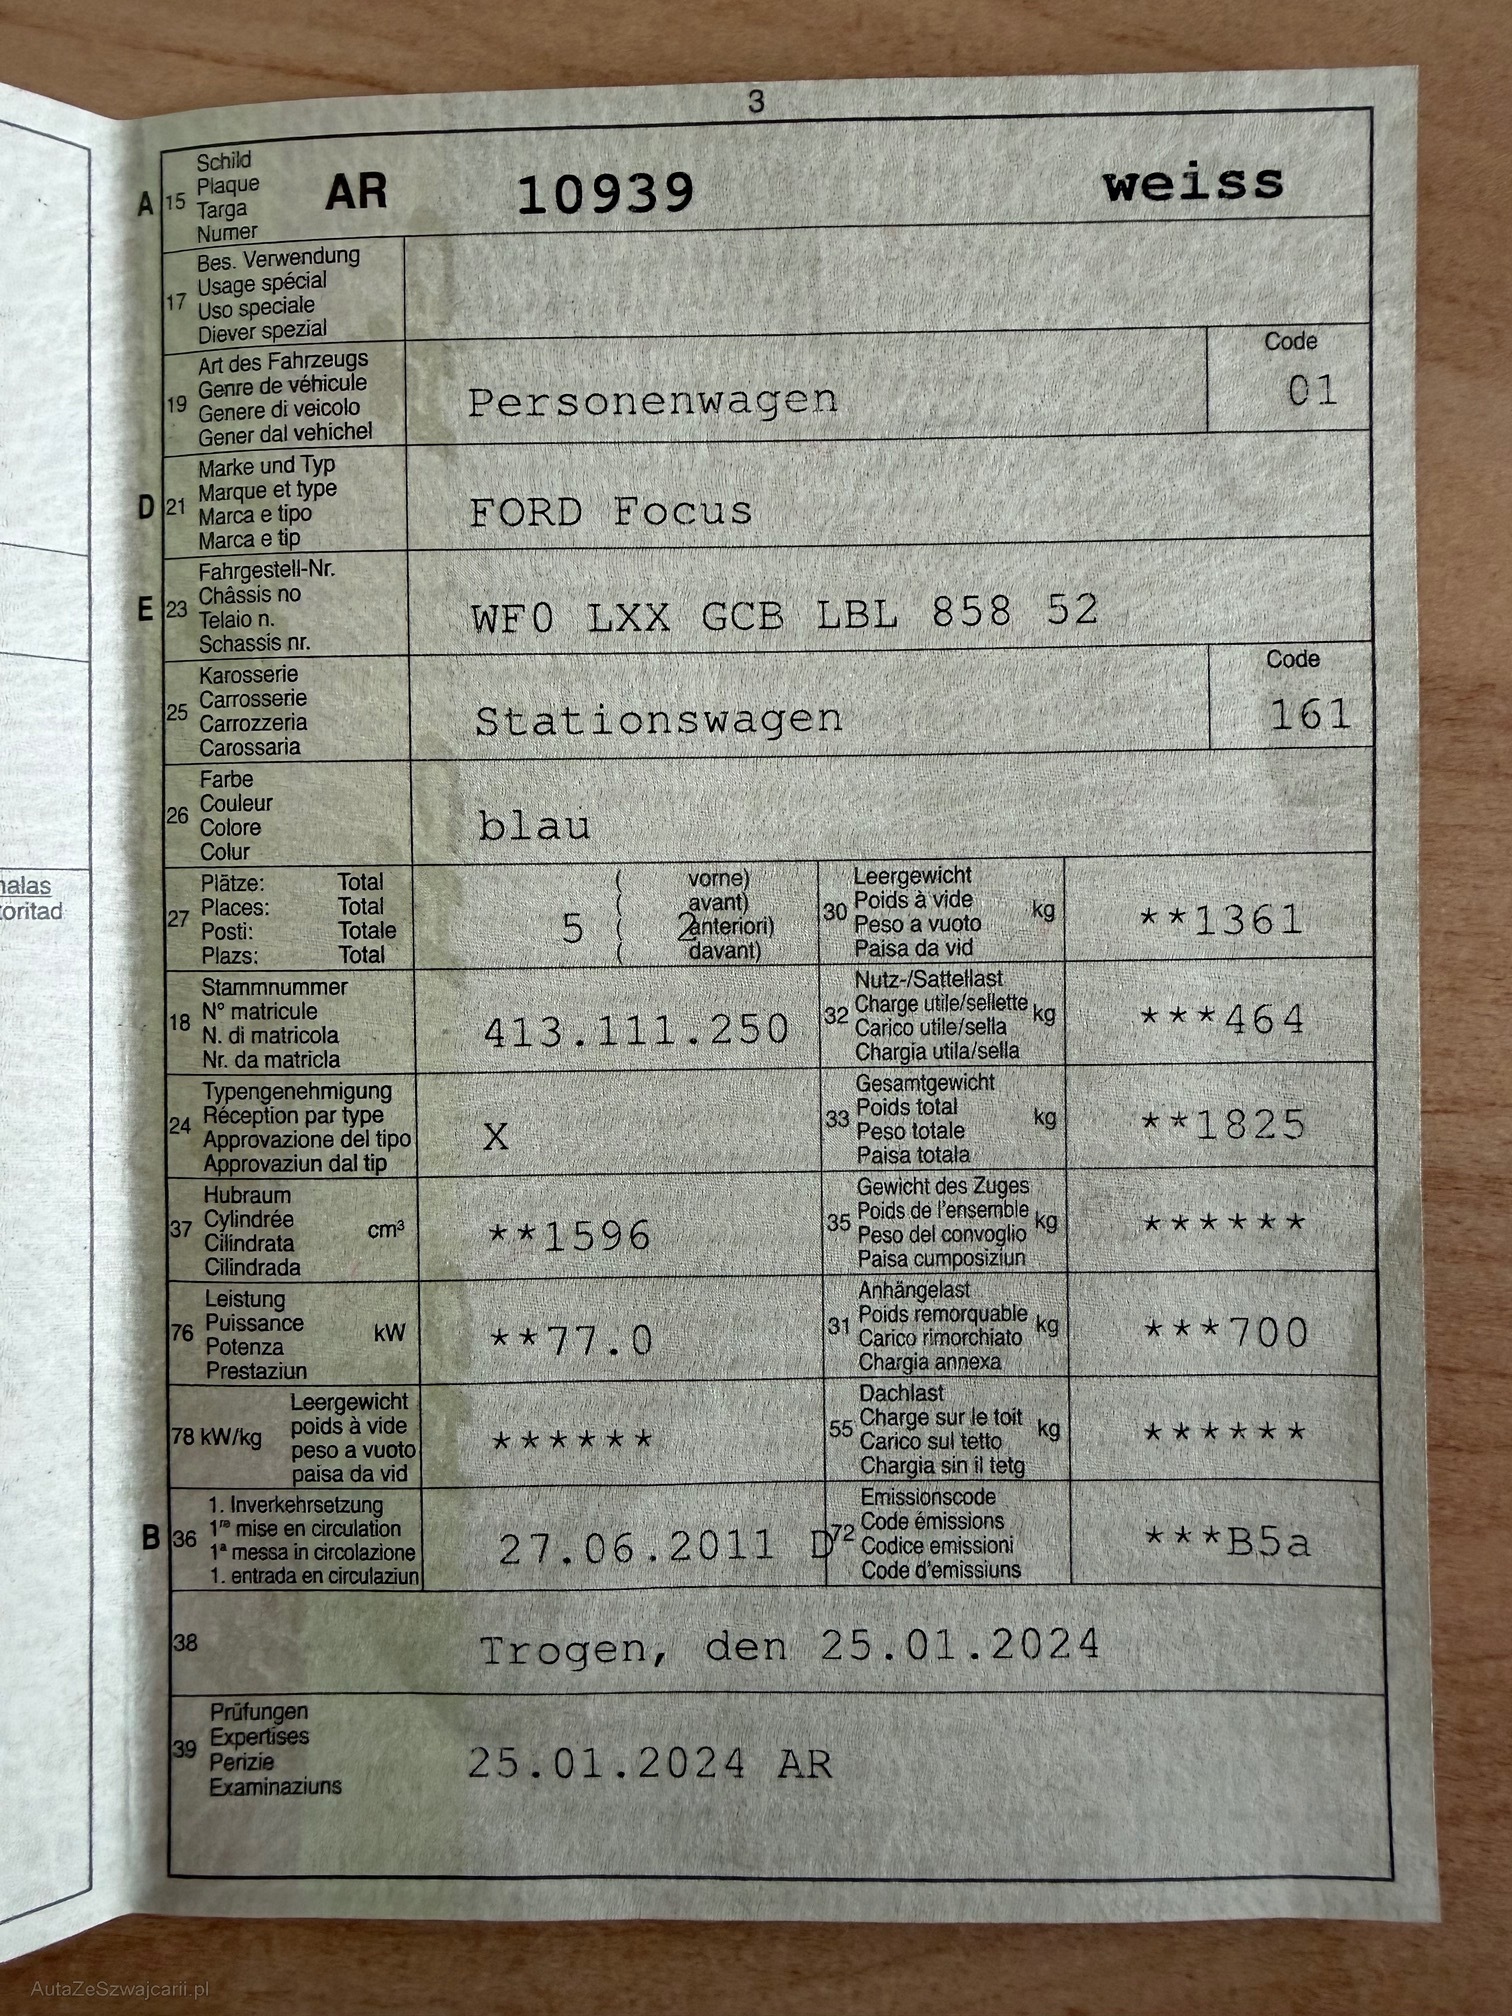 3
A 15 Schild Plaque Targa Numer AR 10939 weiss
17 Bes. Verwendung
Usage spécial
Uso speciale
Diever spezial
19 Art des Fahrzeugs
Genre de véhicule
Genere di veicolo
Gener dal vehichel
Personenwagen
Code
01
D 21 Marke und Typ
Marque et type
Marca e tipo
Marca e tip
FORD Focus
E 23 Fahrgestell-Nr.
Châssis no
Telaio n.
Schassis nr.
WF0 LXX GCB LBL 858 52
25 Karosserie
Carrosserie
Carrozzeria
Carossaria
Stationswagen
Code
161
26 Farbe
Couleur
Colore
Colur
blau
27 Plätze: Total
Places: Total
Posti: Totale
Plazs: Total
5 ( 2 vorne)
( avant)
( anteriori)
( davant)
30 Leergewicht
Poids à vide
Peso a vuoto
Paisa da vid
kg
**1361
18 Stammnummer
N° matricule
N. di matricola
Nr. da matricla
413.111.250
32 Nutz-/Sattellast
Charge utile/sellette
Carico utile/sella
Chargia utila/sella
kg
***464
24 Typengenehmigung
Réception par type
Approvazione del tipo
Approvaziun dal tip
X
33 Gesamtgewicht
Poids total
Peso totale
Paisa totala
kg
**1825
37 Hubraum
Cylindrée
Cilindrata
Cilindrada
cm³
**1596
35 Gewicht des Zuges
Poids de l'ensemble
Peso del convoglio
Paisa cumposiziun
kg
******
76 Leistung
Puissance
Potenza
Prestaziun
kW
**77.0
31 Anhängelast
Poids remorquable
Carico rimorchiato
Chargia annexa
kg
***700
78 kW/kg
Leergewicht
poids à vide
peso a vuoto
paisa da vid
******
55 Dachlast
Charge sur le toit
Carico sul tetto
Chargia sin il tetg
kg
******
B 36 1. Inverkehrsetzung
1re mise en circulation
1a messa in circolazione
1. entrada en circulaziun
27.06.2011 D
72 Emissionscode
Code émissions
Codice emissioni
Code d'emissiuns
***B5a
38 Trogen, den 25.01.2024
39 Prüfungen
Expertises
Perizie
Examinaziuns
25.01.2024 AR
AutaZeSzwajcarii.pl